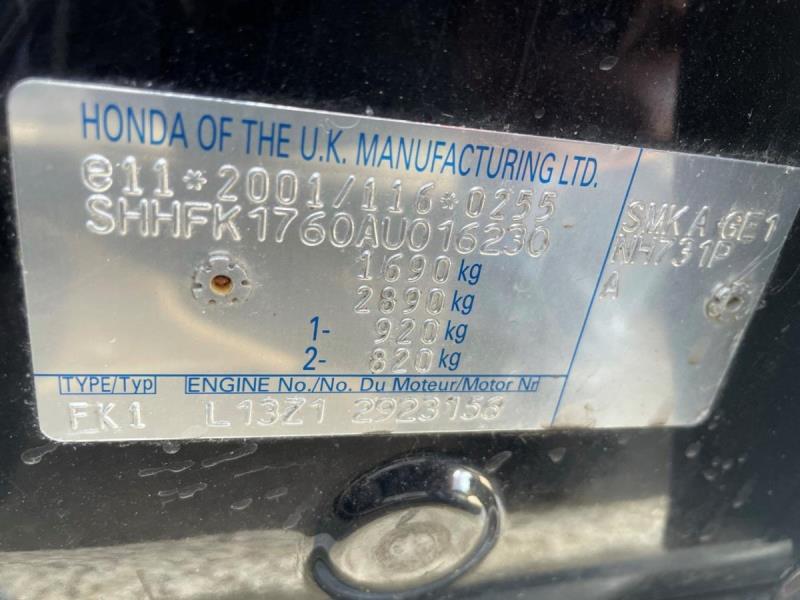 HONDA OF THE U.K. MANUFACTURING LTD.
e11*2001/116*0255
SHHFK1760AU016230
1690 kg
2890 kg
1- 920 kg
2- 820 kg
SMK A GE1
NH731P
A
TYPE/Typ ENGINE No./No. Du Moteur/Motor Nr
FK1 L13Z1 2923153